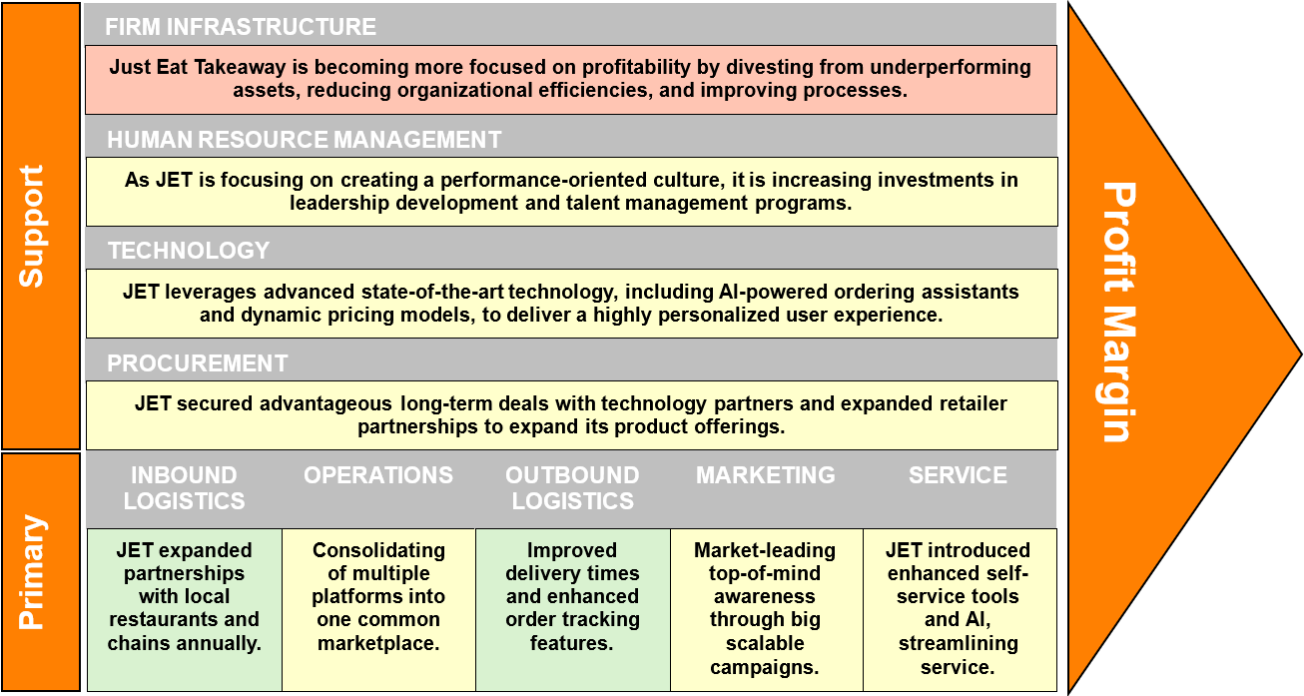 Support
FIRM INFRASTRUCTURE
Just Eat Takeaway is becoming more focused on profitability by divesting from underperforming
assets, reducing organizational efficiencies, and improving processes.
HUMAN RESOURCE MANAGEMENT
As JET is focusing on creating a performance-oriented culture, it is increasing investments in
leadership development and talent management programs.
TECHNOLOGY
JET leverages advanced state-of-the-art technology, including AI-powered ordering assistants
and dynamic pricing models, to deliver a highly personalized user experience.
PROCUREMENT
JET secured advantageous long-term deals with technology partners and expanded retailer
partnerships to expand its product offerings.
Primary
INBOUND
LOGISTICS
JET expanded
partnerships
with local
restaurants and
chains annually.
OPERATIONS
Consolidating
of multiple
platforms into
one common
marketplace.
OUTBOUND
LOGISTICS
Improved
delivery times
and enhanced
order tracking
features.
MARKETING
Market-leading
top-of-mind
awareness
through big
scalable
campaigns.
SERVICE
JET introduced
enhanced self-
service tools
and AI,
streamlining
service.
Profit Margin